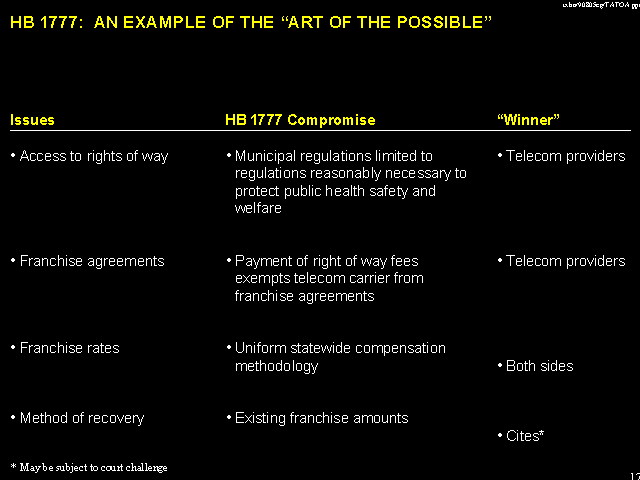 HB 1777: AN EXAMPLE OF THE “ART OF THE POSSIBLE”
Issues
HB 1777 Compromise
“Winner”
• Access to rights of way
• Municipal regulations limited to
regulations reasonably necessary to
protect public health safety and
welfare
• Telecom providers
• Franchise agreements
• Payment of right of way fees
exempts telecom carrier from
franchise agreements
• Telecom providers
• Franchise rates
• Uniform statewide compensation
methodology
• Both sides
• Method of recovery
• Existing franchise amounts
• Cites*
* May be subject to court challenge